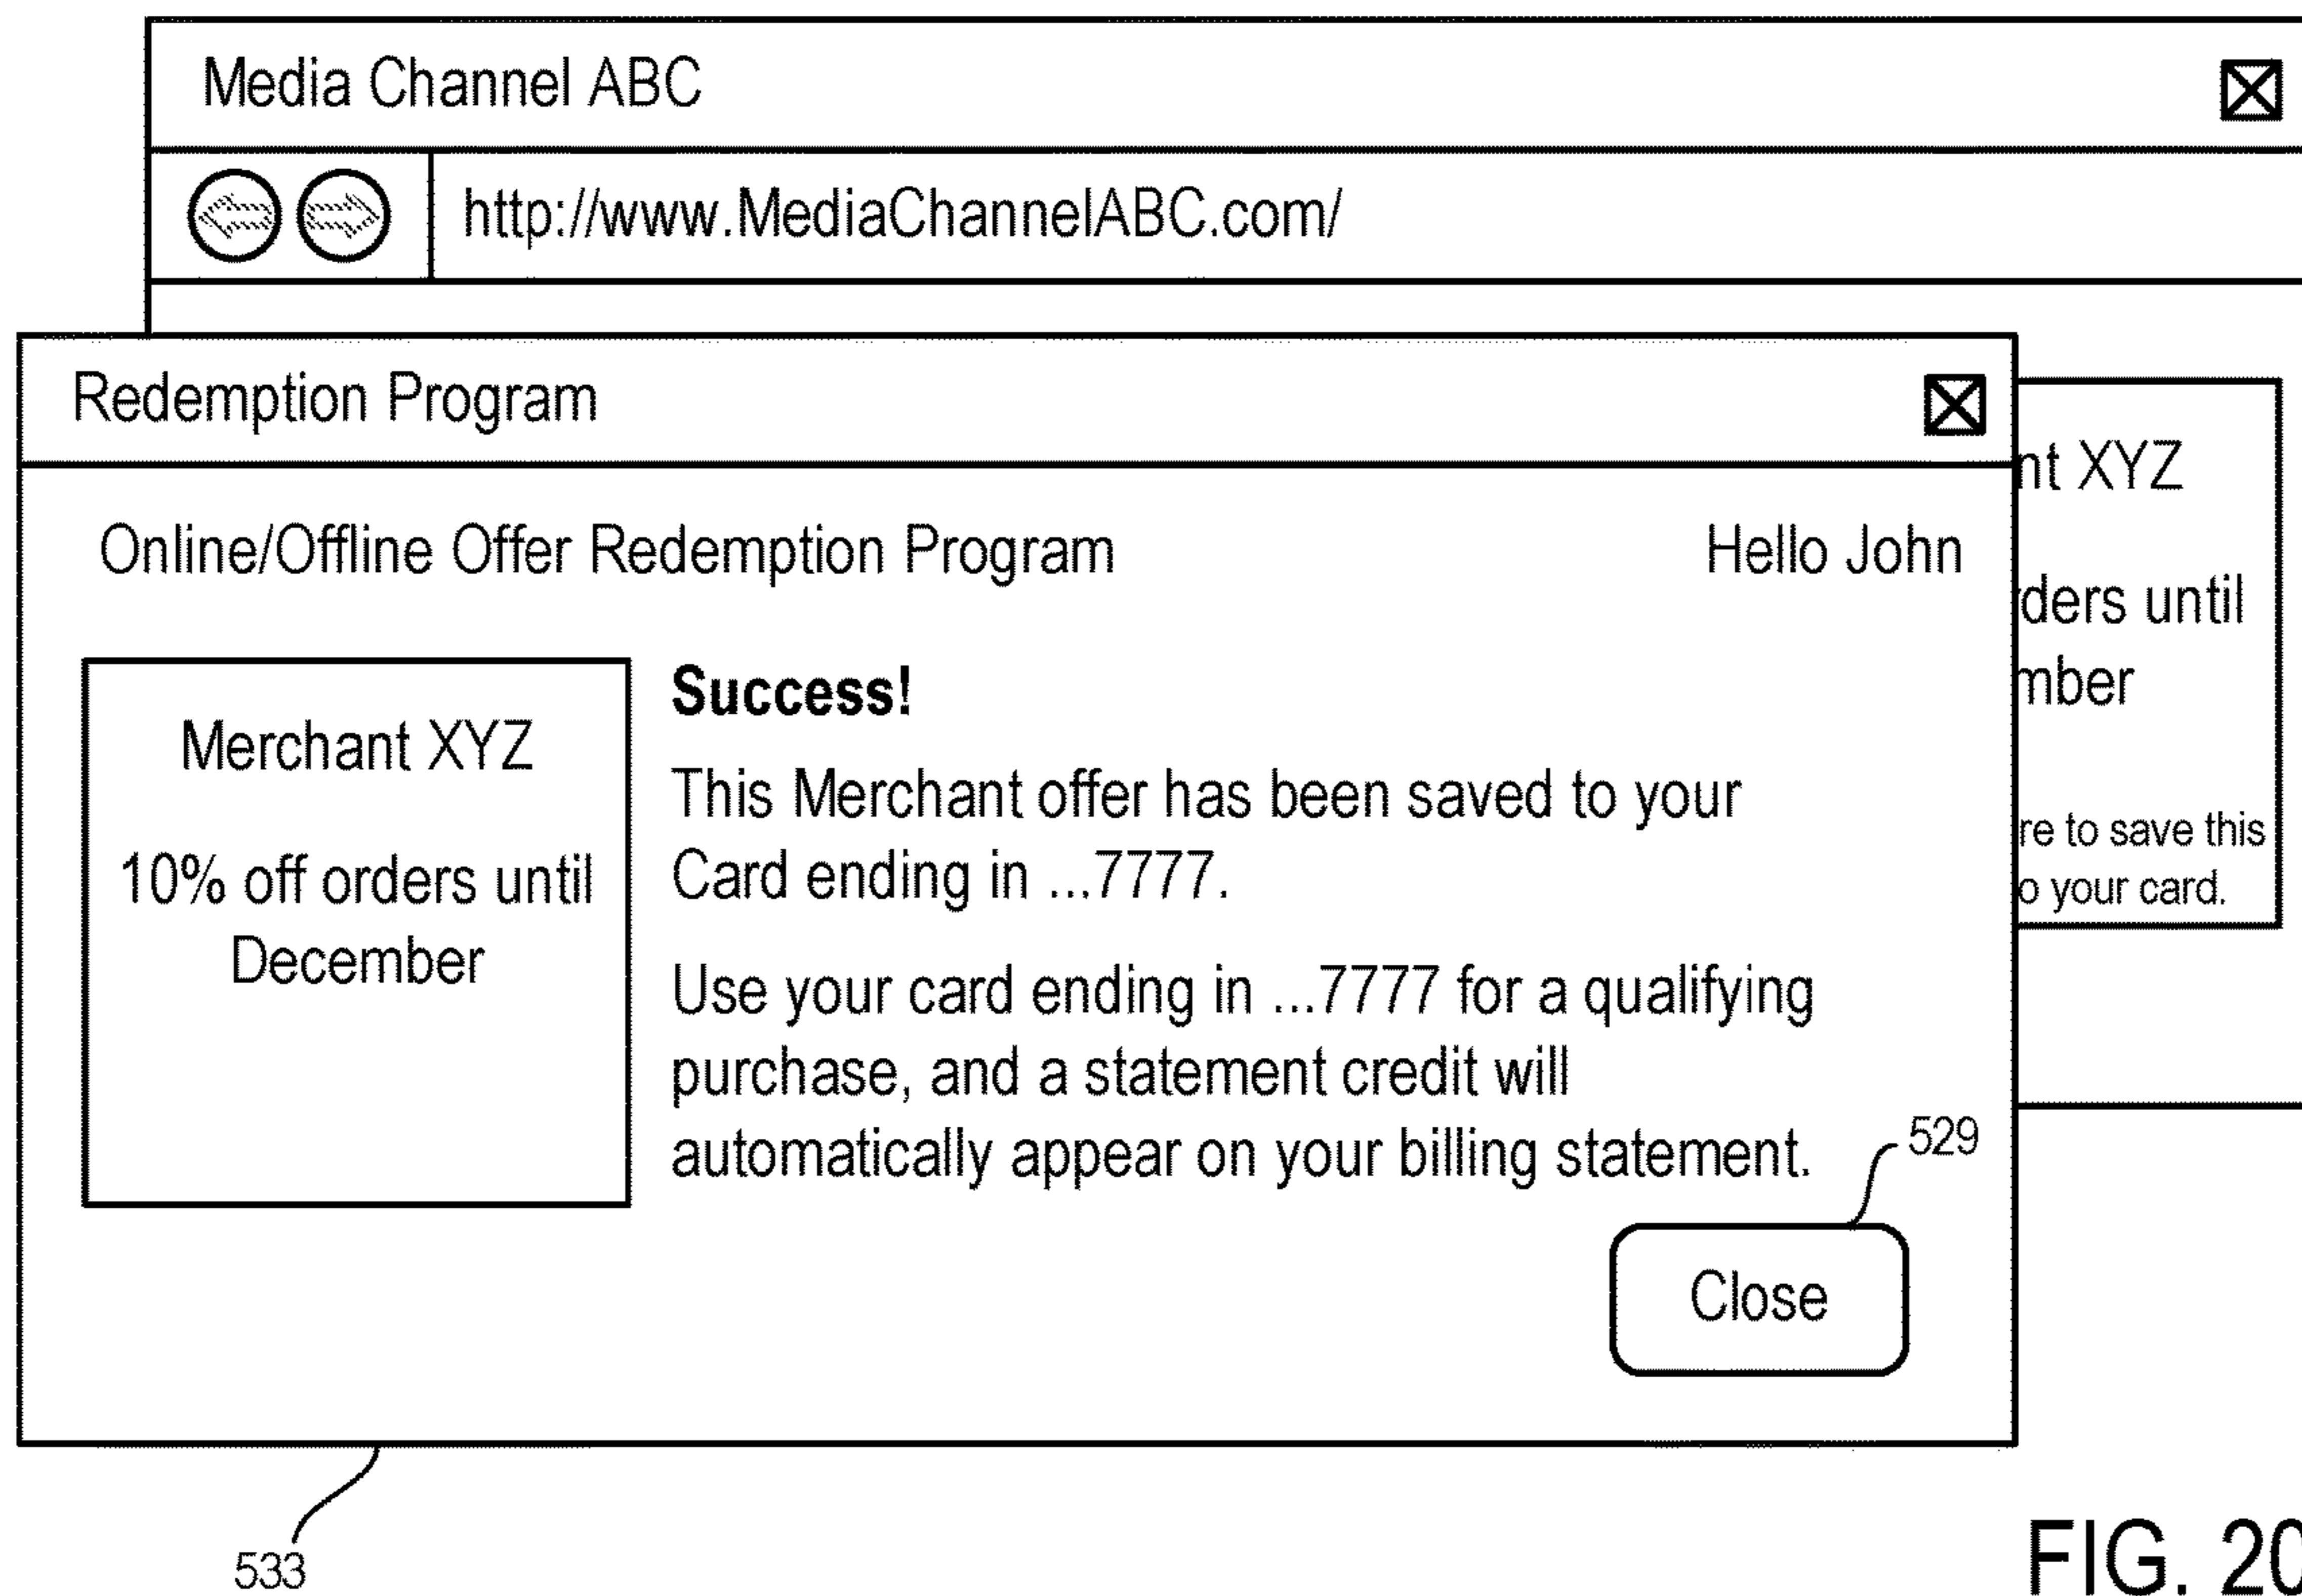 Media Channel ABC
http://www.MediaChannelABC.com/
Redemption Program
Online/Offline Offer Redemption Program
Hello John
Merchant XYZ
10% off orders until
December
Success!
This Merchant offer has been saved to your
Card ending in ...7777.
Use your card ending in ...7777 for a qualifying
purchase, and a statement credit will
automatically appear on your billing statement.
529
Close
nt XYZ
ders until
mber
re to save this
o your card.
533
FIG. 20